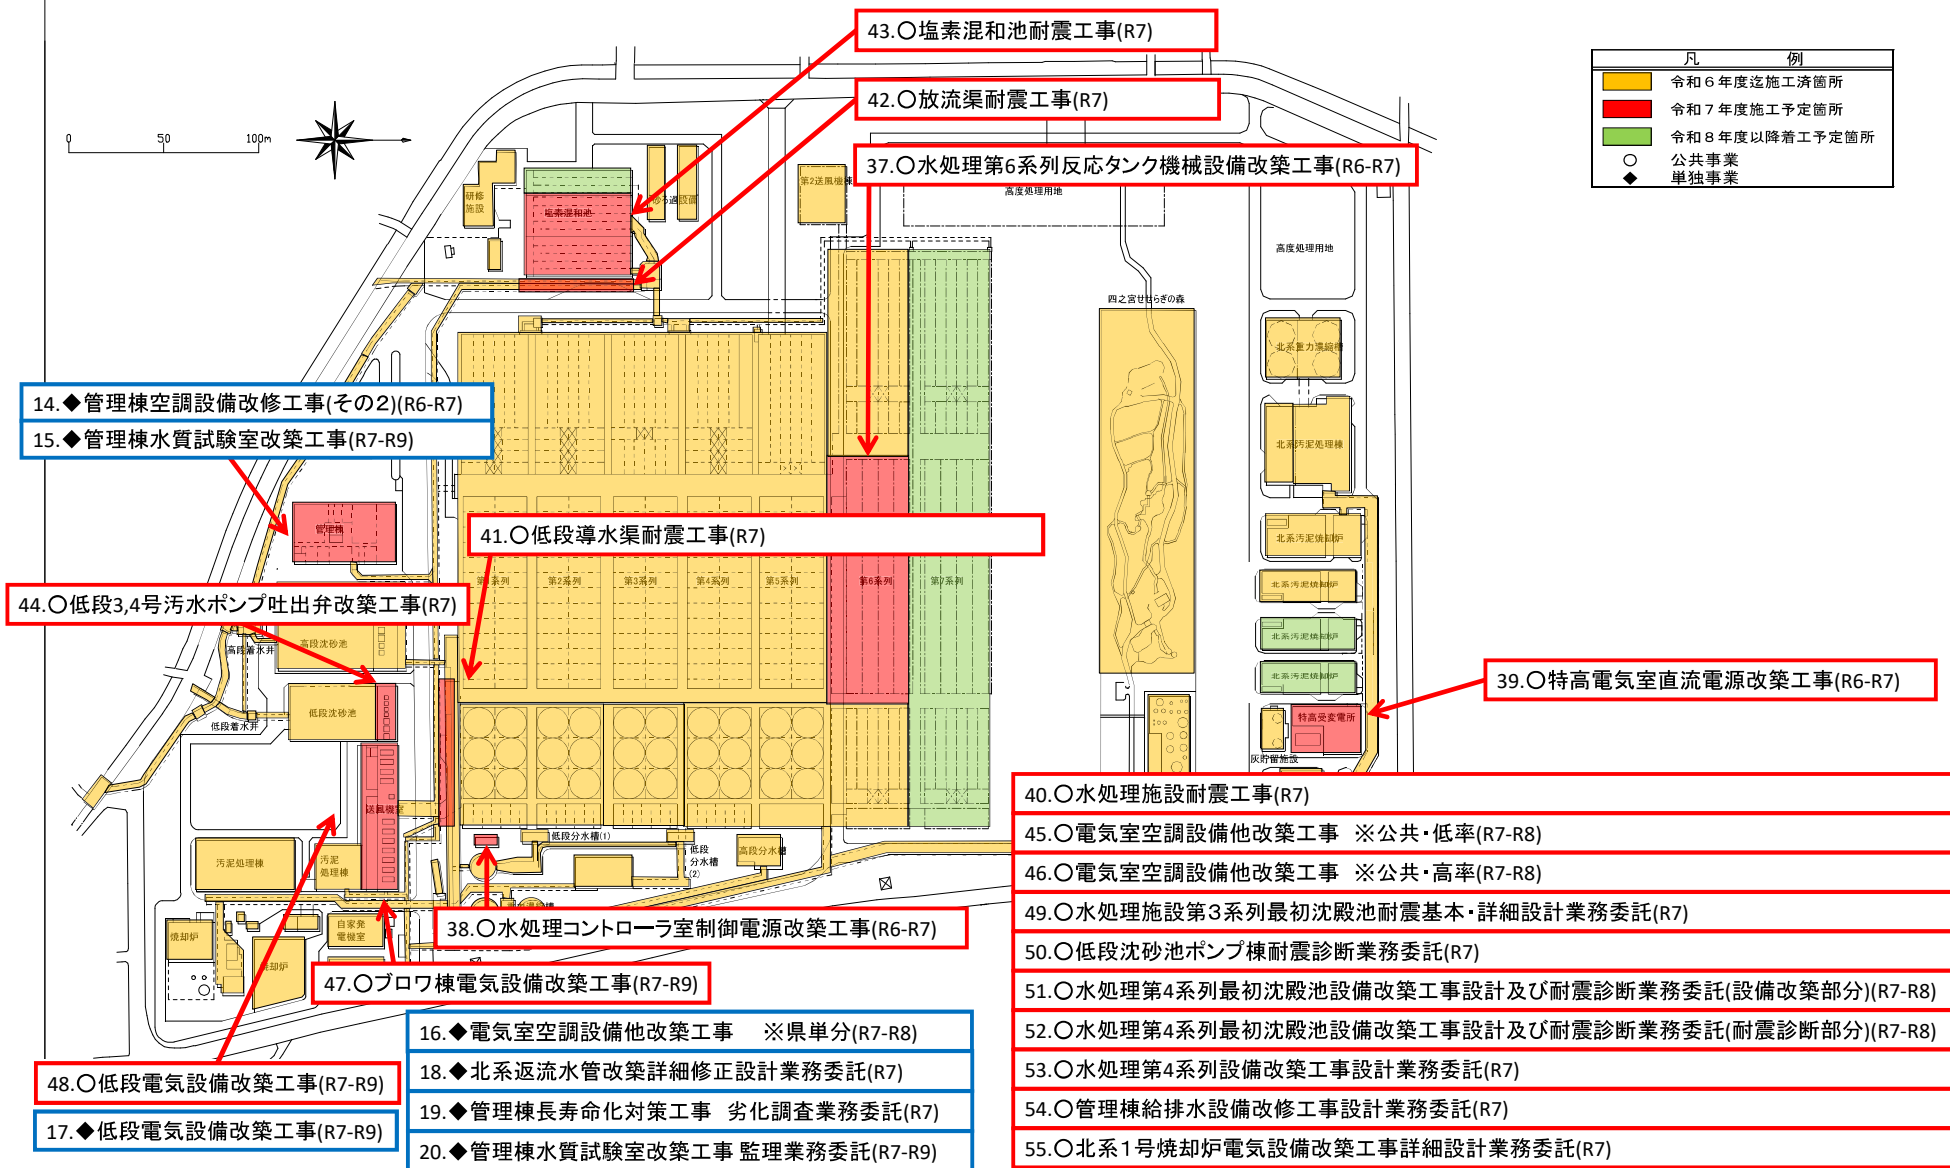 43.○塩素混和池耐震工事(R7)
42.○放流渠耐震工事(R7)
37.○水処理第6系列反応タンク機械設備改築工事(R6-R7)
凡 例
令和6年度迄施工済箇所
令和7年度施工予定箇所
令和8年度以降着工予定箇所
○ 公共事業
◆ 単独事業
0 50 100m
研修
施設
塩素混和池
第2送風機棟
高度処理用地
高度処理用地
四之宮せせらぎの森
北系重力濃縮槽
北系汚泥処理棟
北系汚泥焼却炉
北系汚泥焼却炉
北系汚泥焼却炉
北系汚泥焼却炉
14.◆管理棟空調設備改修工事(その2)(R6-R7)
15.◆管理棟水質試験室改築工事(R7-R9)
管理棟
41.○低段導水渠耐震工事(R7)
第1系列
第2系列
第3系列
第4系列
第5系列
第6系列
第7系列
44.○低段3,4号汚水ポンプ吐出弁改築工事(R7)
高段着水井
高段沈砂池
低段沈砂池
低段着水井
39.○特高電気室直流電源改築工事(R6-R7)
特高受変電所
灰貯留施設
送風機室
汚泥処理棟
汚泥
処理棟
低段分水槽(1)
低段
分水槽
(2)
高段分水槽
焼却炉
焼却炉
自家発
電機室
38.○水処理コントローラ室制御電源改築工事(R6-R7)
47.○ブロワ棟電気設備改築工事(R7-R9)
48.○低段電気設備改築工事(R7-R9)
17.◆低段電気設備改築工事(R7-R9)
16.◆電気室空調設備他改築工事 ※県単分(R7-R8)
18.◆北系返流水管改築詳細修正設計業務委託(R7)
19.◆管理棟長寿命化対策工事 劣化調査業務委託(R7)
20.◆管理棟水質試験室改築工事 監理業務委託(R7-R9)
40.○水処理施設耐震工事(R7)
45.○電気室空調設備他改築工事 ※公共・低率(R7-R8)
46.○電気室空調設備他改築工事 ※公共・高率(R7-R8)
49.○水処理施設第3系列最初沈殿池耐震基本・詳細設計業務委託(R7)
50.○低段沈砂池ポンプ棟耐震診断業務委託(R7)
51.○水処理第4系列最初沈殿池設備改築工事設計及び耐震診断業務委託(設備改築部分)(R7-R8)
52.○水処理第4系列最初沈殿池設備改築工事設計及び耐震診断業務委託(耐震診断部分)(R7-R8)
53.○水処理第4系列設備改築工事設計業務委託(R7)
54.○管理棟給排水設備改修工事設計業務委託(R7)
55.○北系1号焼却炉電気設備改築工事詳細設計業務委託(R7)